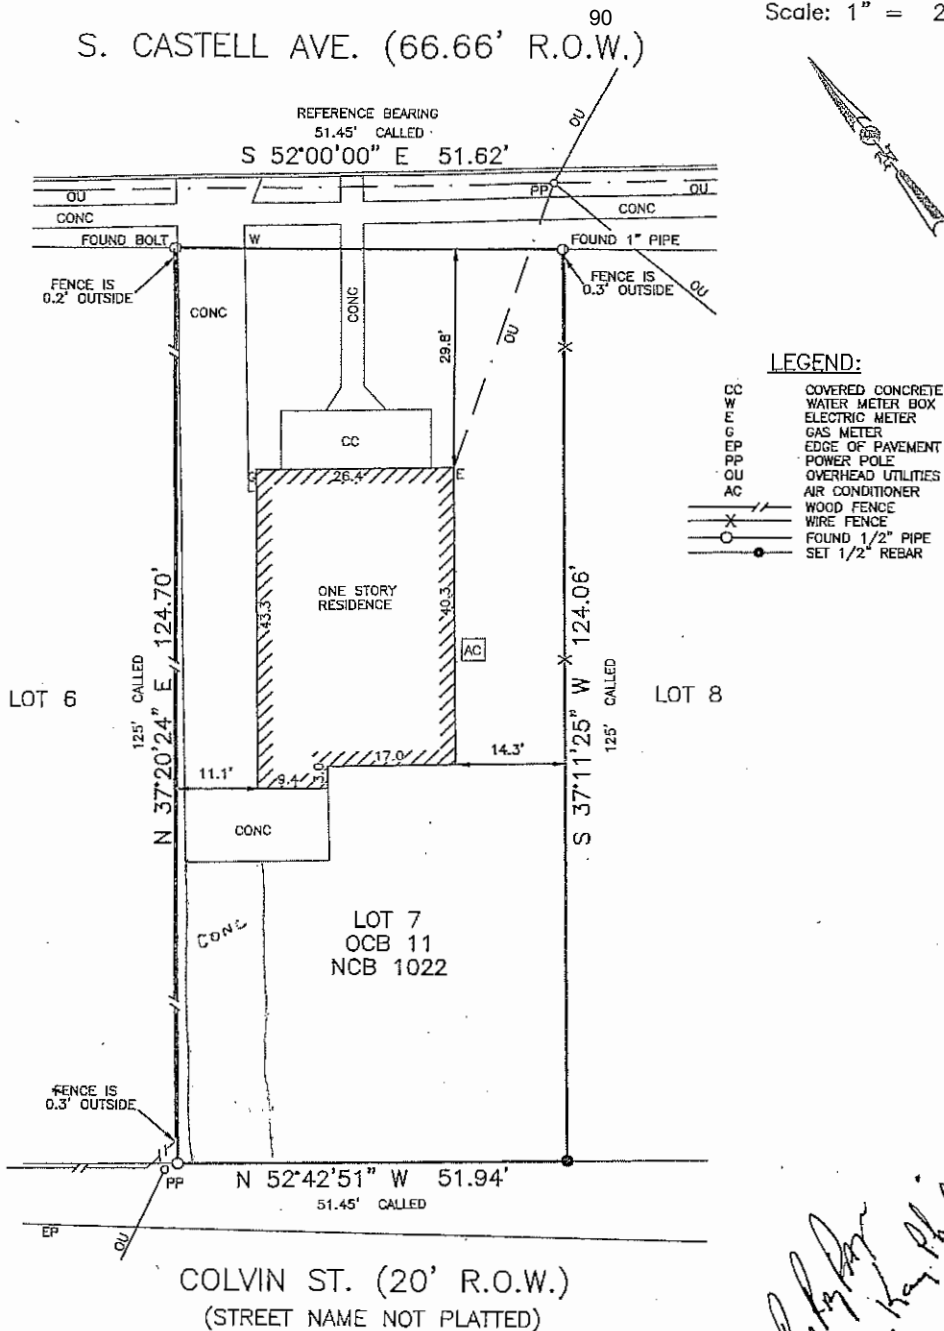 90
Scale: 1" = 2
S. CASTELL AVE. (66.66' R.O.W.)
REFERENCE BEARING
51.45' CALLED
S 52°00'00" E 51.62'
OU
OU
PP
OU
CONC
CONC
FOUND BOLT
W
FOUND 1" PIPE
FENCE IS
0.2' OUTSIDE
FENCE IS
0.3' OUTSIDE
OU
CONC
CONC
29.8'
OU
LEGEND:
CC COVERED CONCRETE
W WATER METER BOX
E ELECTRIC METER
G GAS METER
EP EDGE OF PAVEMENT
PP POWER POLE
OU OVERHEAD UTILITIES
AC AIR CONDITIONER
WOOD FENCE
WIRE FENCE
FOUND 1/2" PIPE
SET 1/2" REBAR
CC
G
26.4'
E
ONE STORY
RESIDENCE
43.3'
40.3'
AC
N 37°20'24" E 124.70'
125' CALLED
S 37°11'25" W 124.06'
125' CALLED
LOT 6
LOT 8
11.1'
9.4'
3.0'
17.0'
14.3'
CONC
CONC
LOT 7
OCB 11
NCB 1022
FENCE IS
0.3' OUTSIDE
PP
N 52°42'51" W 51.94'
51.45' CALLED
EP
OU
COLVIN ST. (20' R.O.W.)
(STREET NAME NOT PLATTED)